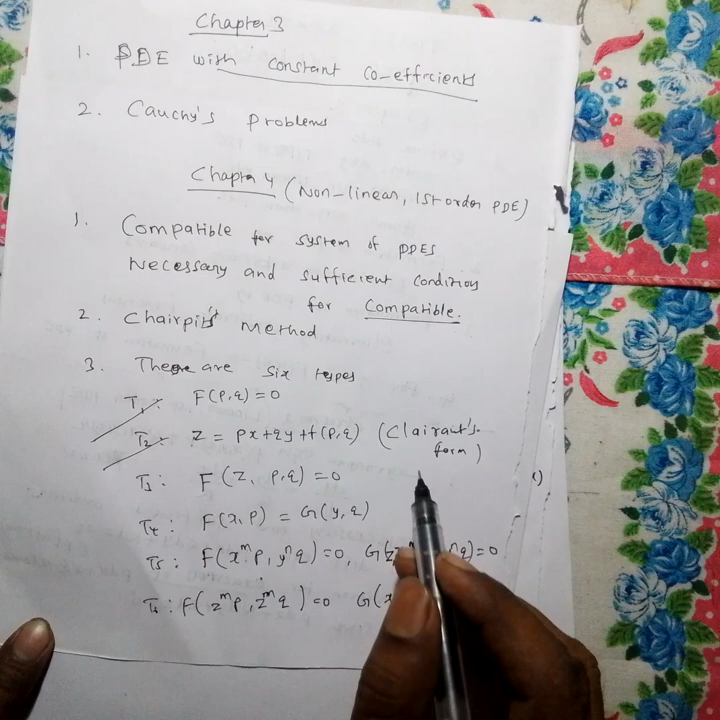 Chapter 3
1. PDE with constant Co-efficients
2. Cauchy's problems
Chapter 4 (Non-linear, 1st order PDE)
1. Compatible for system of PDES
Necessary and sufficient conditions
for Compatible.
2. Chairpit's Method
3. There are six types
T1: F(p,q)=0
T2: Z = px+qy+f(p,q) (Clairaut's
form)
T3: F(Z, p,q)=0
T4: F(x,p) = G(y,q)
T5: F(x^m p, y^n q)=0, G(z
q)=0
T6: F(z^m p, z^m q)=0 G(x